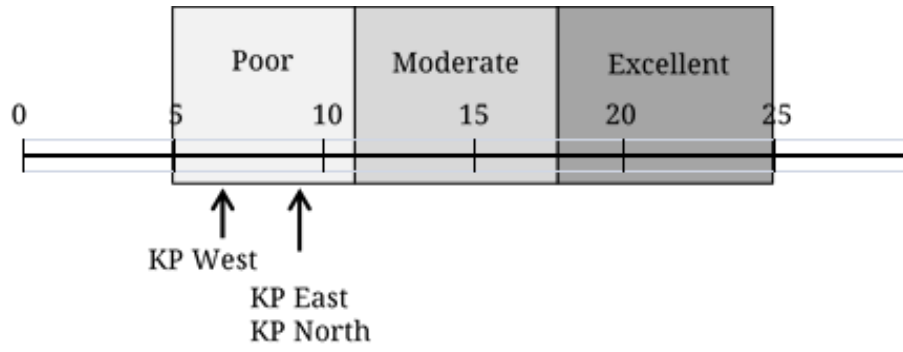 Poor Moderate Excellent
0 5 10 15 20 25
KP West
KP East
KP North